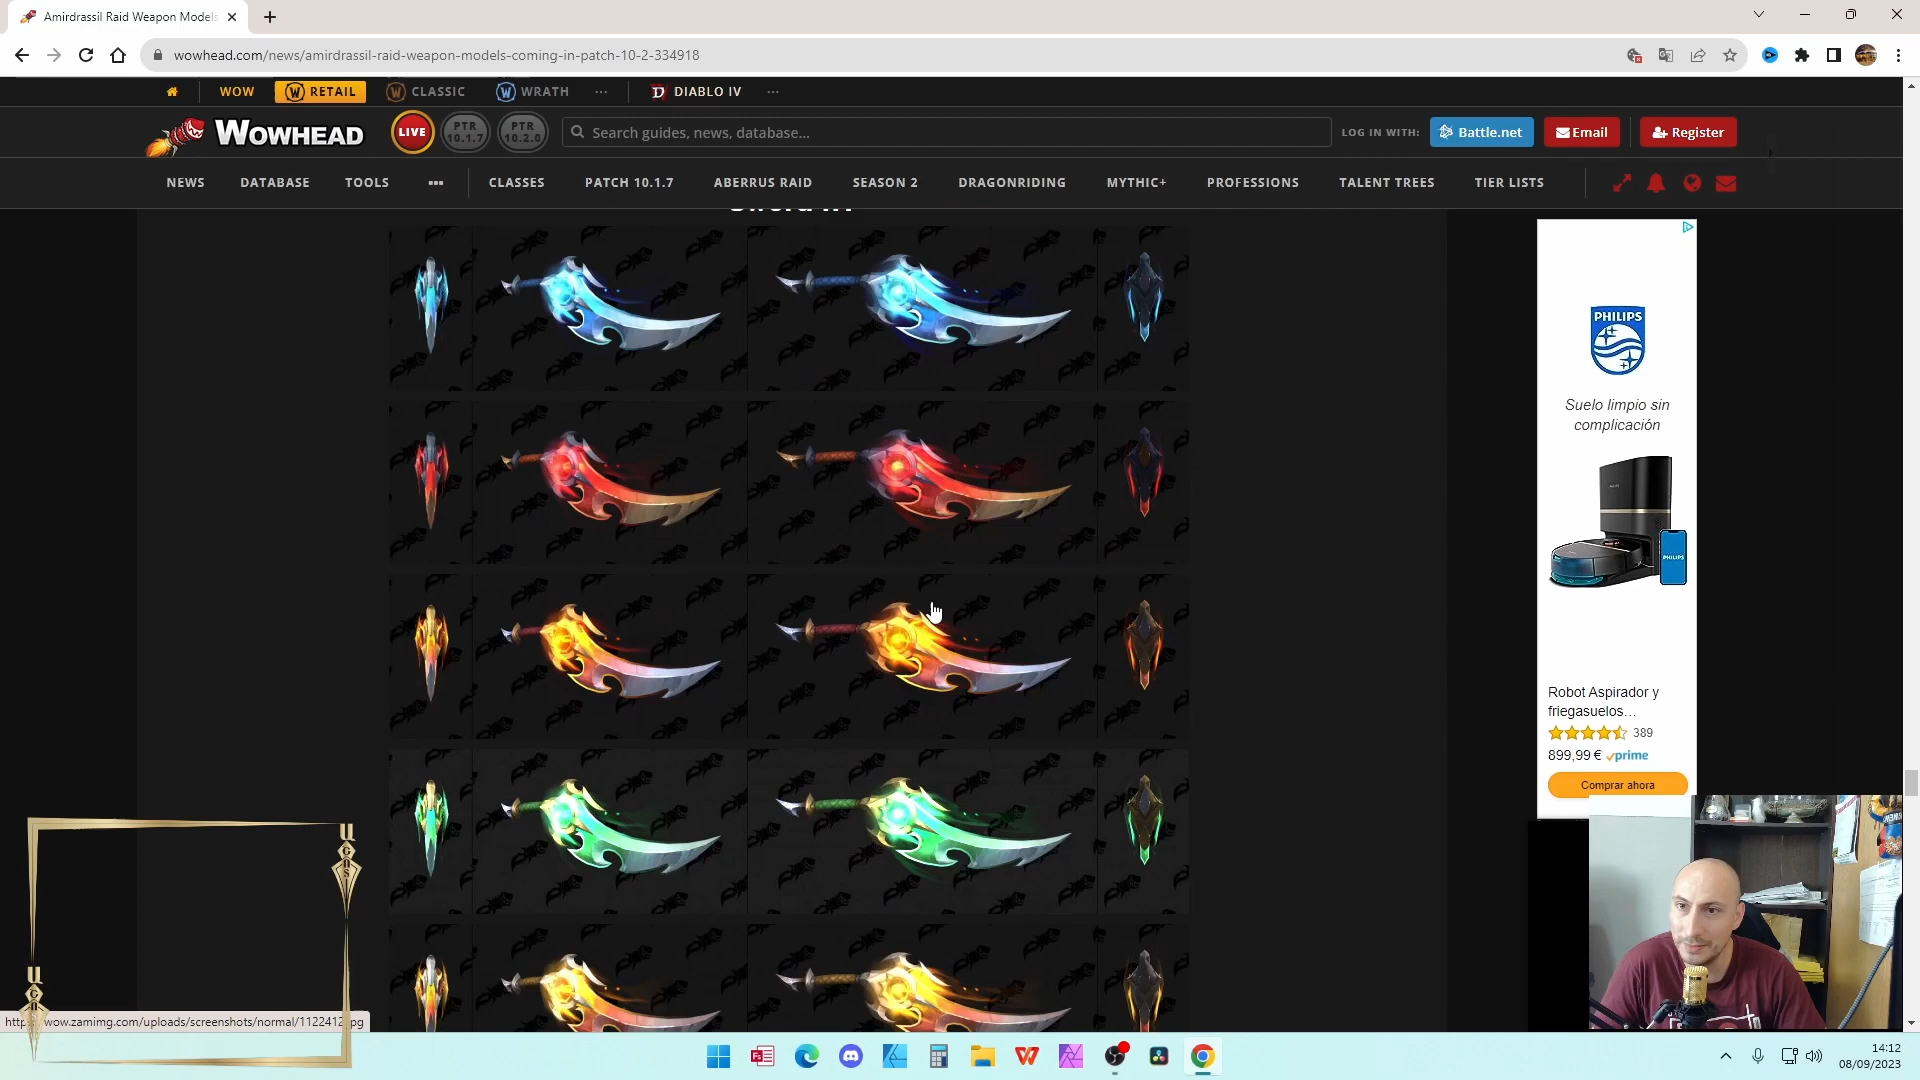 Amirdrassil Raid Weapon Models
wowhead.com/news/amirdrassil-raid-weapon-models-coming-in-patch-10-2-334918
WOW
RETAIL
CLASSIC
WRATH
DIABLO IV
WOWHEAD
LIVE
PTR
10.1.7
PTR
10.2.0
Search guides, news, database...
LOG IN WITH:
Battle.net
Email
Register
NEWS
DATABASE
TOOLS
CLASSES
PATCH 10.1.7
ABERRUS RAID
SEASON 2
DRAGONRIDING
MYTHIC+
PROFESSIONS
TALENT TREES
TIER LISTS
PHILIPS
Suelo limpio sin
complicación
PHILIPS
Robot Aspirador y
friegasuelos…
389
899,99 € prime
Comprar ahora
wow.zamimg.com/uploads/screenshots/normal/1122412
14:12
08/09/2023